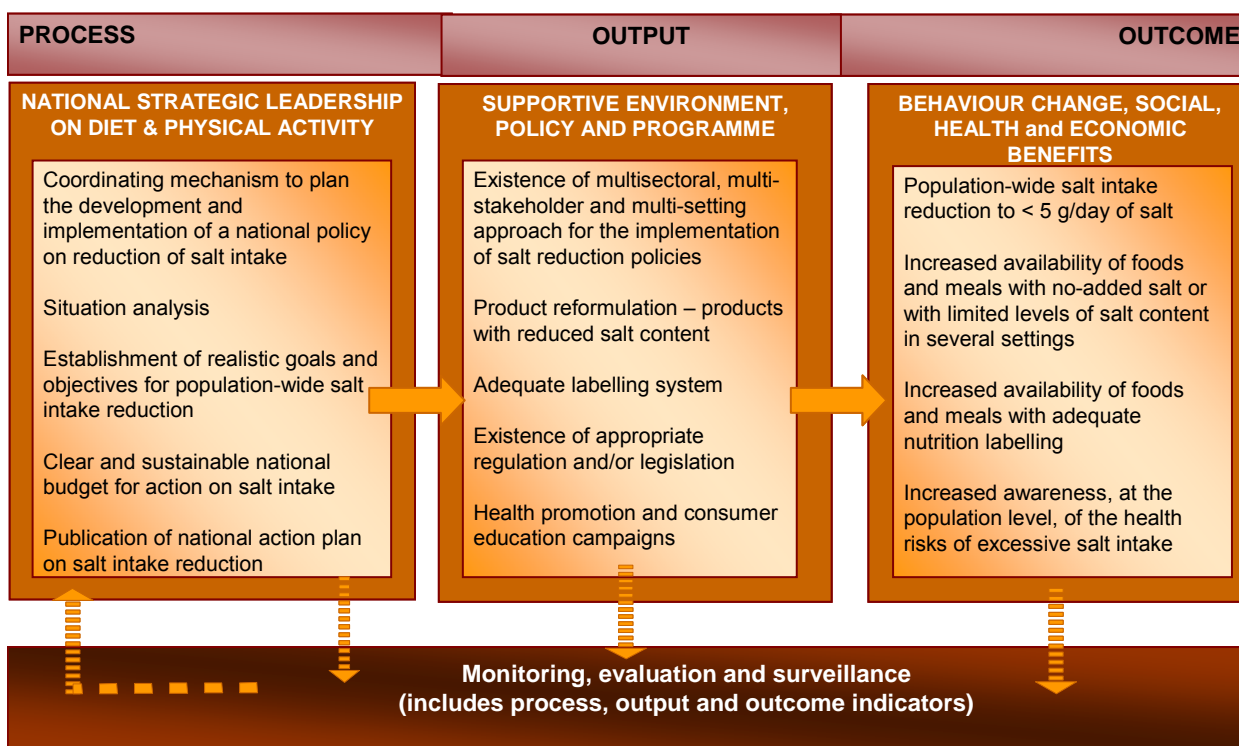 PROCESS
OUTPUT
OUTCOME
NATIONAL STRATEGIC LEADERSHIP
ON DIET & PHYSICAL ACTIVITY
Coordinating mechanism to plan
the development and
implementation of a national policy
on reduction of salt intake
Situation analysis
Establishment of realistic goals and
objectives for population-wide salt
intake reduction
Clear and sustainable national
budget for action on salt intake
Publication of national action plan
on salt intake reduction
SUPPORTIVE ENVIRONMENT,
POLICY AND PROGRAMME
Existence of multisectoral, multi-
stakeholder and multi-setting
approach for the implementation
of salt reduction policies
Product reformulation – products
with reduced salt content
Adequate labelling system
Existence of appropriate
regulation and/or legislation
Health promotion and consumer
education campaigns
BEHAVIOUR CHANGE, SOCIAL,
HEALTH and ECONOMIC
BENEFITS
Population-wide salt intake
reduction to < 5 g/day of salt
Increased availability of foods
and meals with no-added salt or
with limited levels of salt content
in several settings
Increased availability of foods
and meals with adequate
nutrition labelling
Increased awareness, at the
population level, of the health
risks of excessive salt intake
Monitoring, evaluation and surveillance
(includes process, output and outcome indicators)